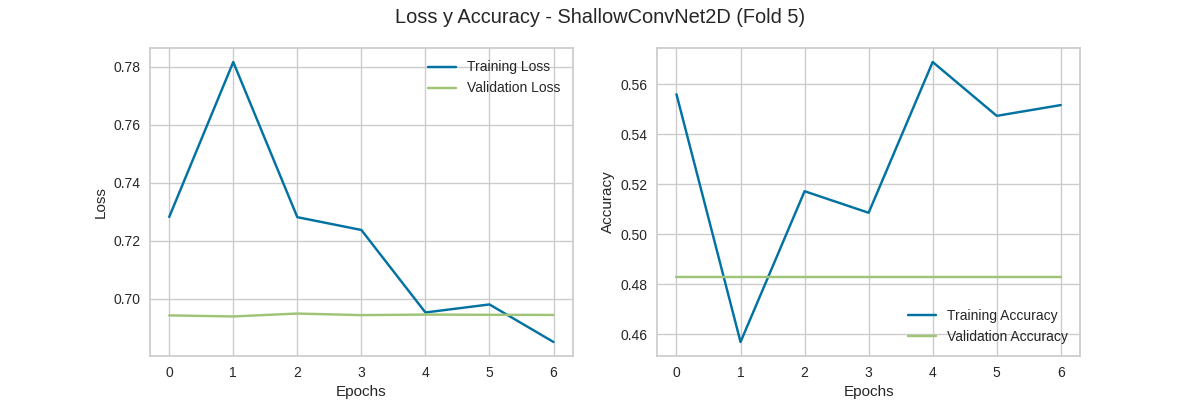 Loss y Accuracy - ShallowConvNet2D (Fold 5)
0.78
0.76
0.74
0.72
0.70
Loss
0
1
2
3
4
5
6
Epochs
Training Loss
Validation Loss
0.56
0.54
0.52
0.50
0.48
0.46
Accuracy
0
1
2
3
4
5
6
Epochs
Training Accuracy
Validation Accuracy